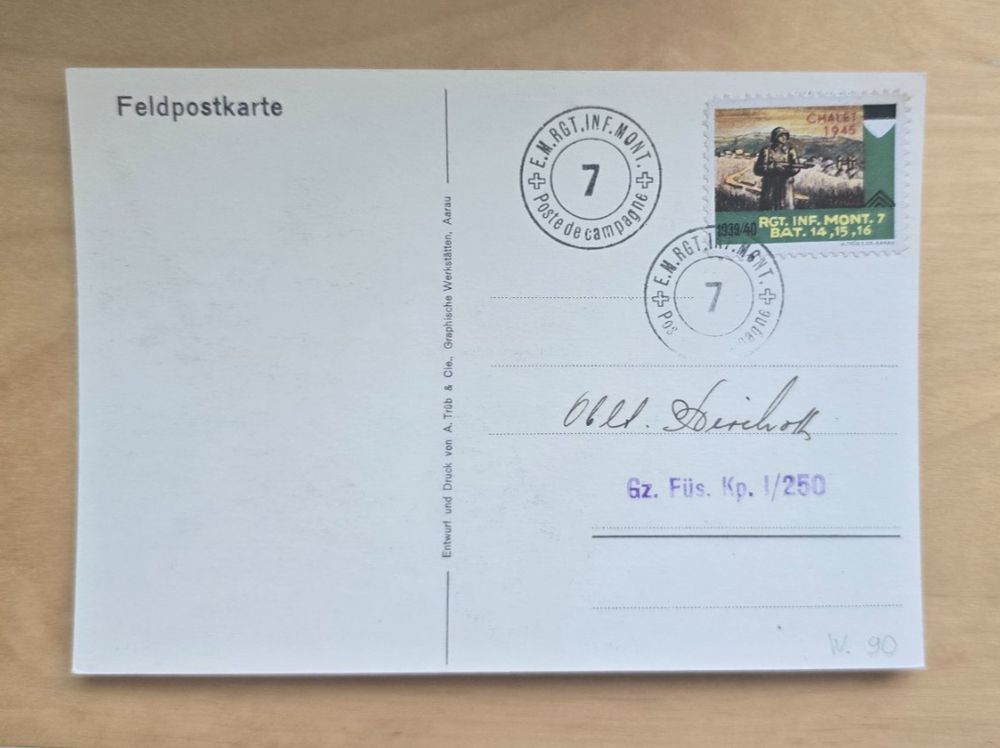 Feldpostkarte
E.M.RGT.INF.MONT.
7
Poste de campagne
CHALET
1945
1939/40
RGT. INF. MONT. 7
BAT. 14, 15, 16
E.M.RGT.INF.MONT.
7
Pos agne
Entwurf und Druck von A. Trüb & Cie., Graphische Werkstätten, Aarau
Oblt.
Gz. Füs. Kp. I/250
W. 90